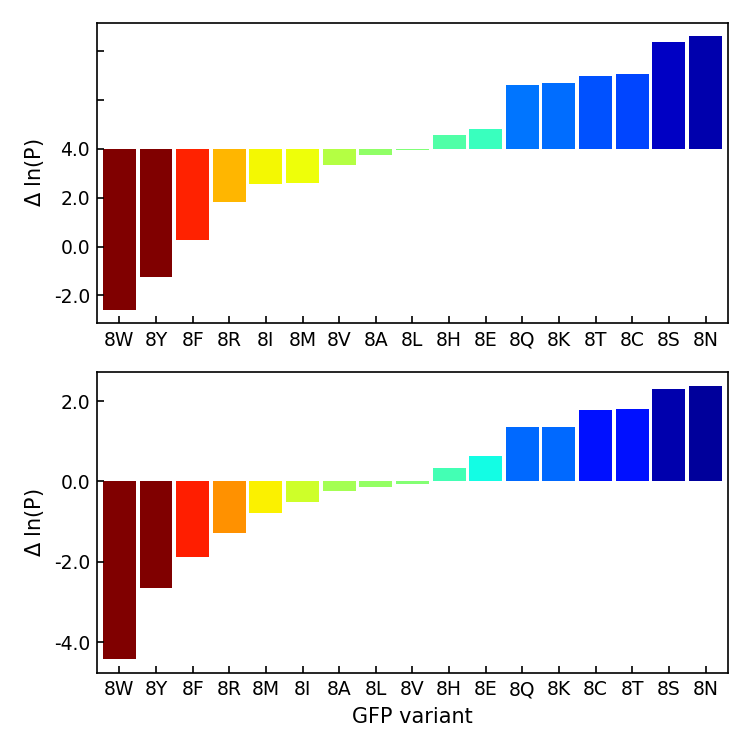 Δ ln(P)
4.0
2.0
0.0
-2.0
8W 8Y 8F 8R 8I 8M 8V 8A 8L 8H 8E 8Q 8K 8T 8C 8S 8N
Δ ln(P)
2.0
0.0
-2.0
-4.0
8W 8Y 8F 8R 8M 8I 8A 8L 8V 8H 8E 8Q 8K 8C 8T 8S 8N
GFP variant